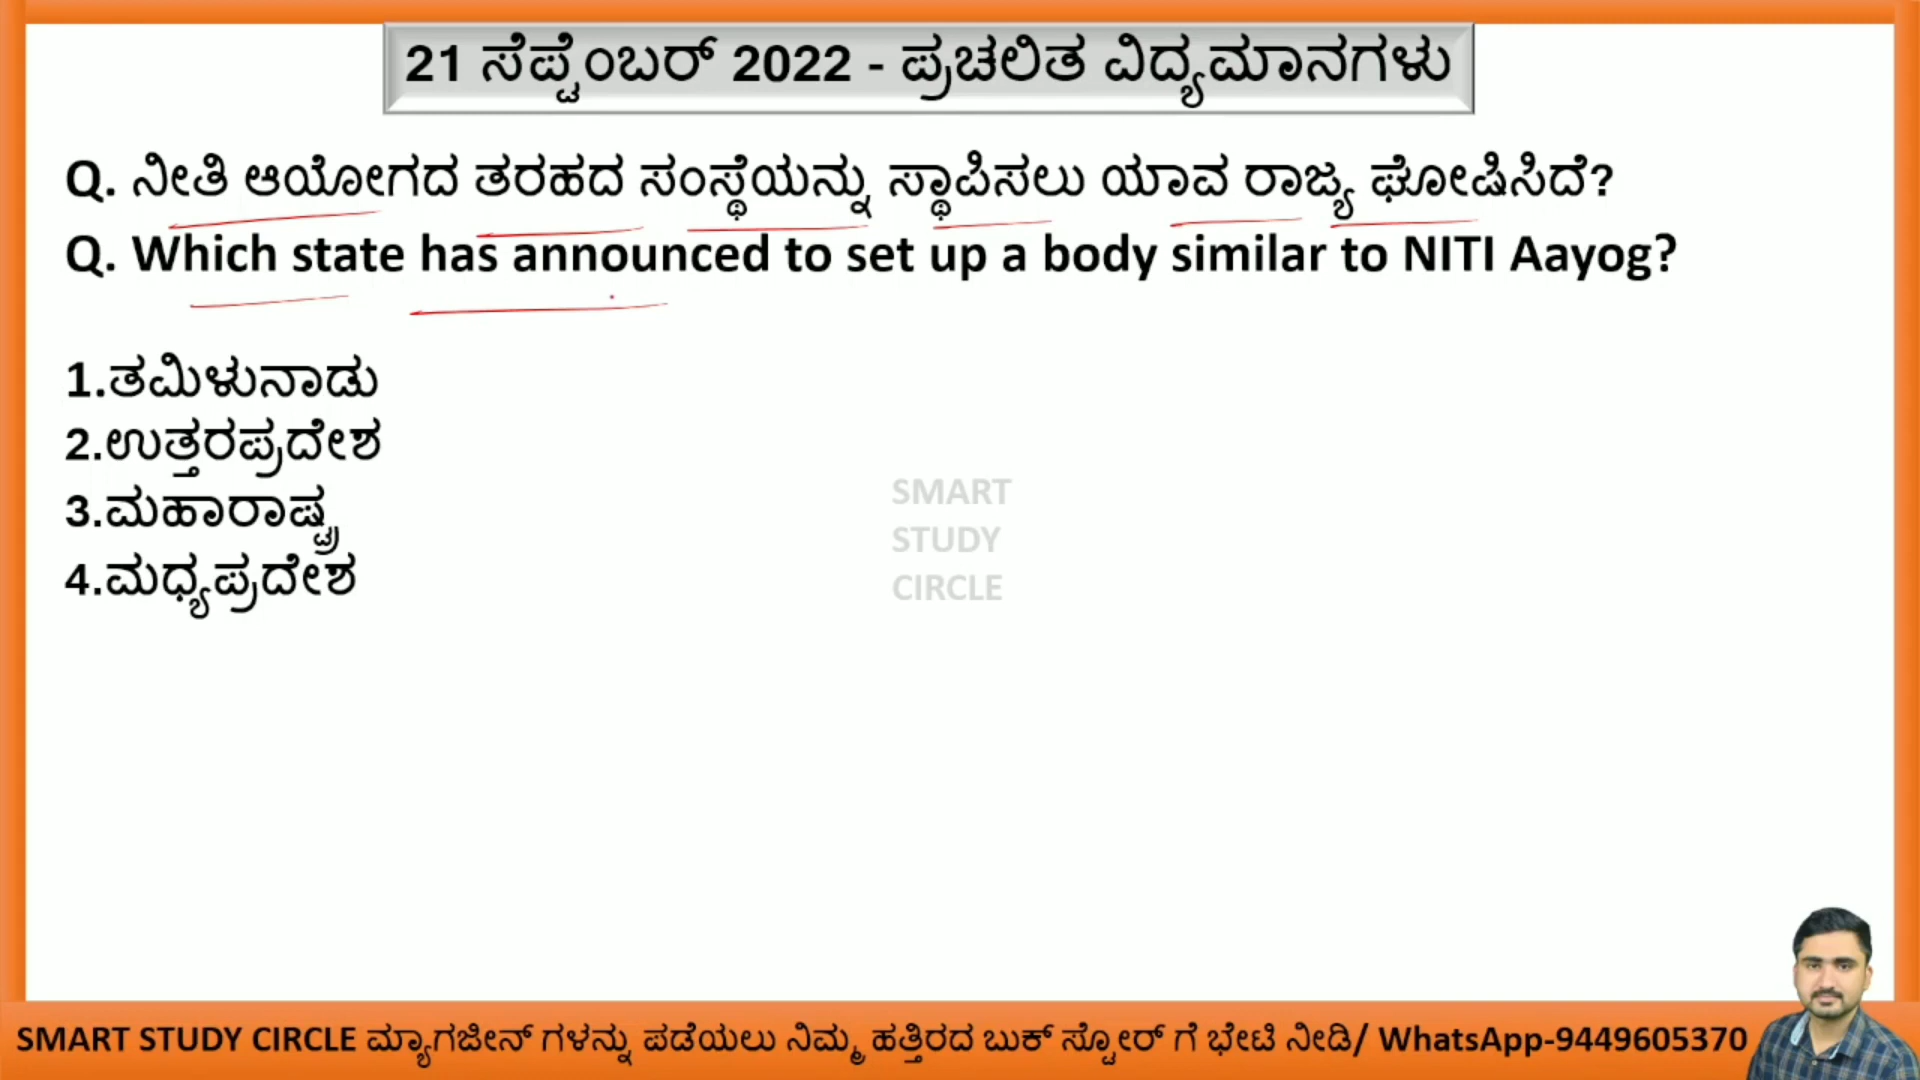 21 ಸೆಪ್ಟೆಂಬರ್ 2022 - ಪ್ರಚಲಿತ ವಿದ್ಯಮಾನಗಳು
Q. ನೀತಿ ಆಯೋಗದ ತರಹದ ಸಂಸ್ಥೆಯನ್ನು ಸ್ಥಾಪಿಸಲು ಯಾವ ರಾಜ್ಯ ಘೋಷಿಸಿದೆ?
Q. Which state has announced to set up a body similar to NITI Aayog?
1.ತಮಿಳುನಾಡು
2.ಉತ್ತರಪ್ರದೇಶ
3.ಮಹಾರಾಷ್ಟ್ರ
4.ಮಧ್ಯಪ್ರದೇಶ
SMART
STUDY
CIRCLE
SMART STUDY CIRCLE ಮ್ಯಾಗಜೀನ್ ಗಳನ್ನು ಪಡೆಯಲು ನಿಮ್ಮ ಹತ್ತಿರದ ಬುಕ್ ಸ್ಟೋರ್ ಗೆ ಭೇಟಿ ನೀಡಿ/ WhatsApp-9449605370